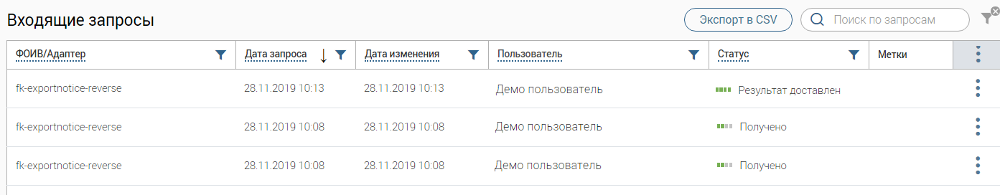 Входящие запросы Экспорт в CSV Поиск по запросам
ФОИВ/Адаптер Дата запроса Дата изменения Пользователь Статус Метки
fk-exportnotice-reverse 28.11.2019 10:13 28.11.2019 10:13 Демо пользователь Результат доставлен
fk-exportnotice-reverse 28.11.2019 10:08 28.11.2019 10:08 Демо пользователь Получено
fk-exportnotice-reverse 28.11.2019 10:08 28.11.2019 10:08 Демо пользователь Получено